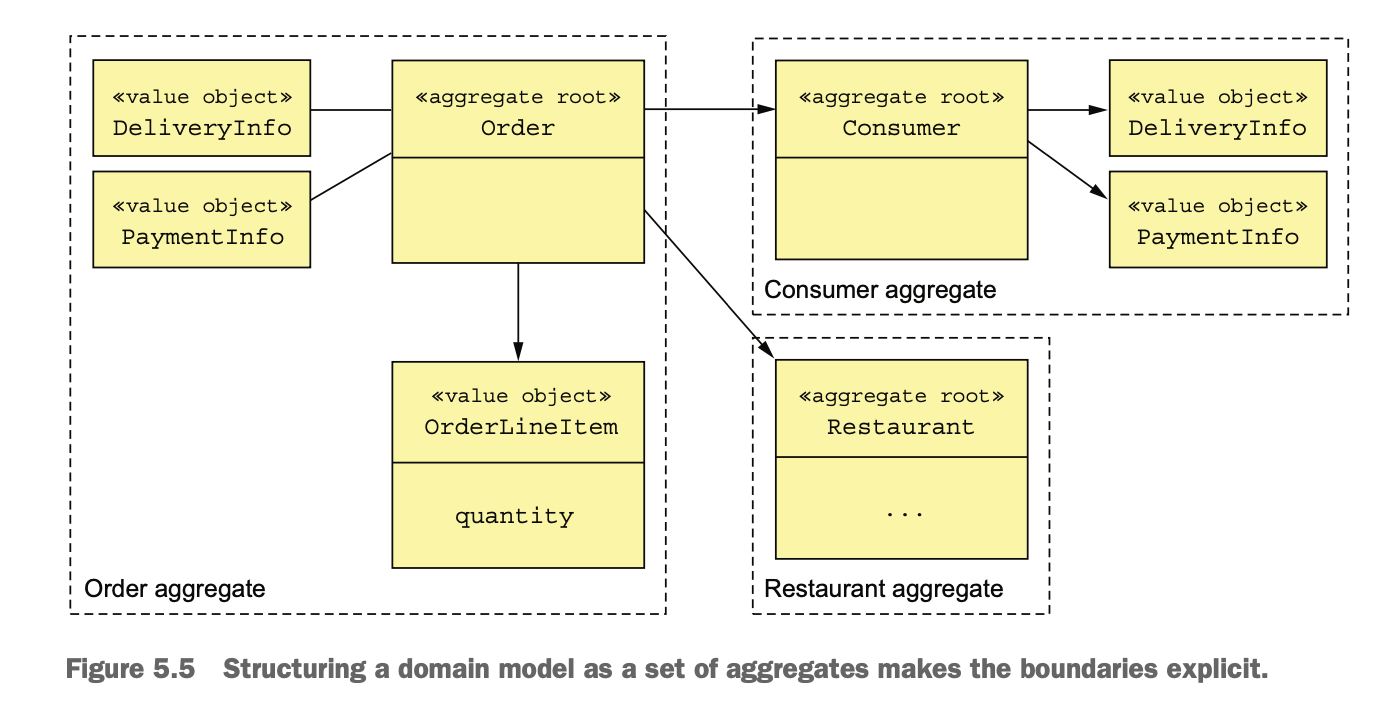 «value object»
DeliveryInfo
«value object»
PaymentInfo
«aggregate root»
Order
«value object»
OrderLineItem
quantity
Order aggregate
«aggregate root»
Consumer
«value object»
DeliveryInfo
«value object»
PaymentInfo
Consumer aggregate
«aggregate root»
Restaurant
...
Restaurant aggregate
Figure 5.5 Structuring a domain model as a set of aggregates makes the boundaries explicit.